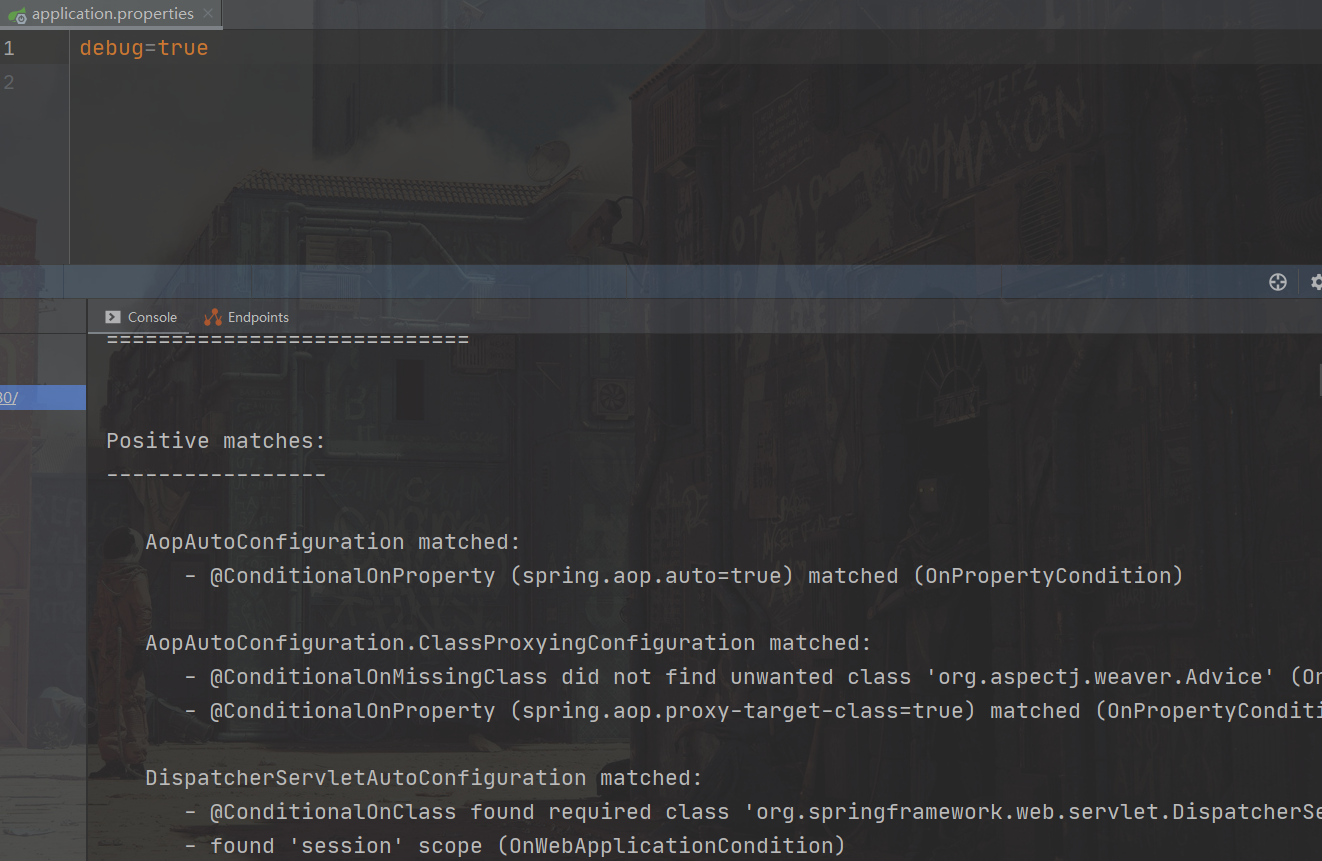 application.properties
1
debug=true
2
Console
Endpoints
===========================
80/
Positive matches:
-----------------
AopAutoConfiguration matched:
- @ConditionalOnProperty (spring.aop.auto=true) matched (OnPropertyCondition)
AopAutoConfiguration.ClassProxyingConfiguration matched:
- @ConditionalOnMissingClass did not find unwanted class 'org.aspectj.weaver.Advice' (On
- @ConditionalOnProperty (spring.aop.proxy-target-class=true) matched (OnPropertyConditi
DispatcherServletAutoConfiguration matched:
- @ConditionalOnClass found required class 'org.springframework.web.servlet.DispatcherSe
- found 'session' scope (OnWebApplicationCondition)